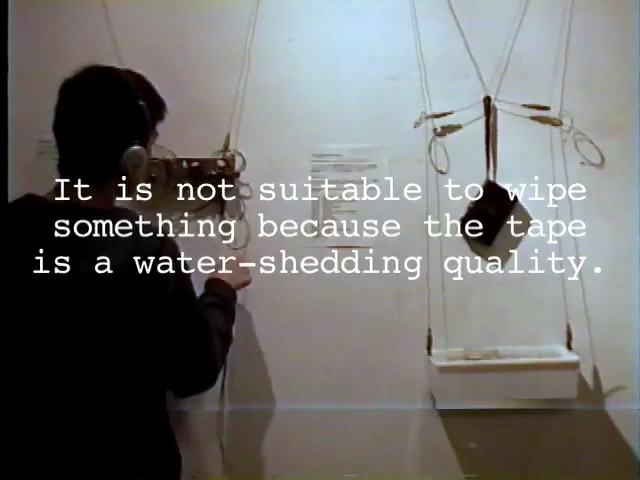 It is not suitable to wipe
something because the tape
is a water-shedding quality.